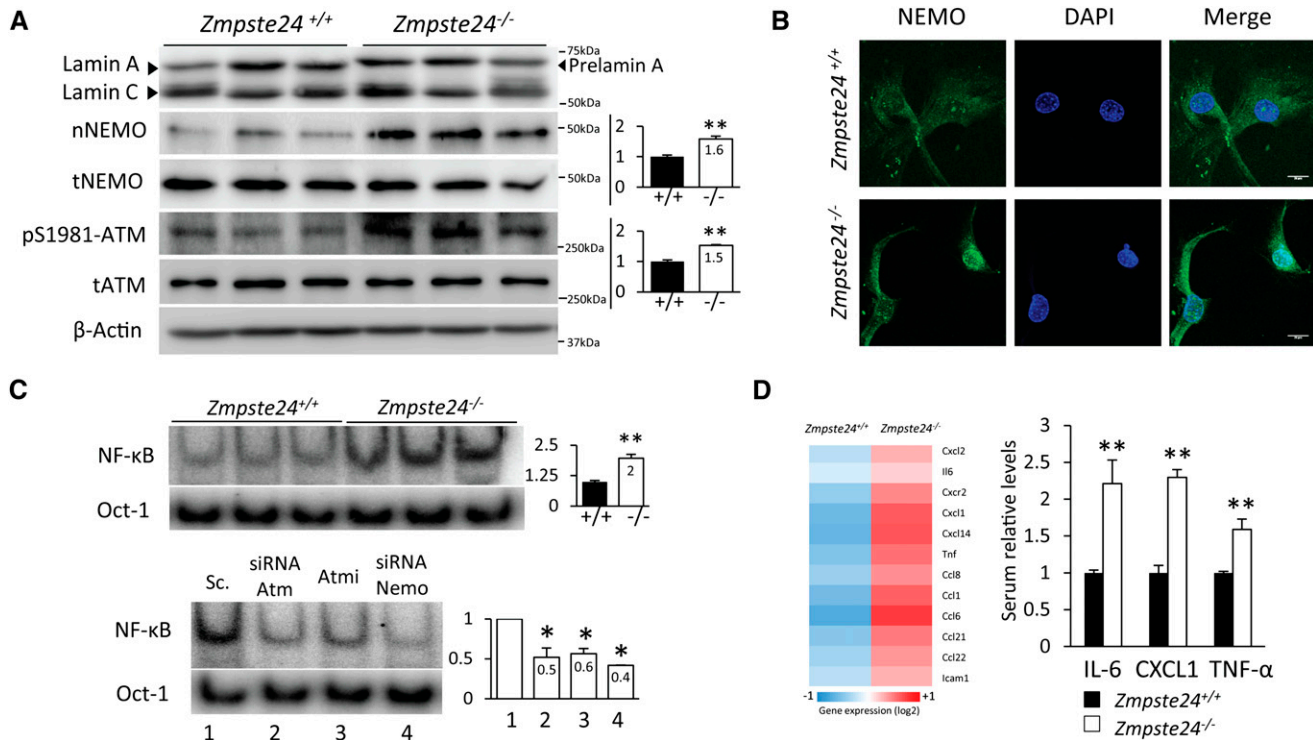 A
Zmpste24 +/+
Zmpste24-/-
Lamin A
Lamin C
75kDa
Prelamin A
50kDa
nNEMO
50kDa
tNEMO
50kDa
pS1981-ATM
250kDa
tATM
250kDa
β-Actin
37kDa
2
1
0
**
1.6
+/+
-/-
2
1
0
**
1.5
+/+
-/-
B
NEMO
DAPI
Merge
Zmpste24+/+
Zmpste24-/-
C
Zmpste24+/+
Zmpste24-/-
NF-κB
Oct-1
2.5
1.25
0
**
2
+/+
-/-
Sc.
siRNA
Atm
Atmi
siRNA
Nemo
NF-κB
Oct-1
1 2 3 4
1
0.5
0
*
*
*
0.5
0.6
0.4
1 2 3 4
D
Zmpste24+/+
Zmpste24-/-
Cxcl2
Il6
Cxcr2
Cxcl1
Cxcl14
Tnf
Ccl8
Ccl1
Ccl6
Ccl21
Ccl22
Icam1
-1
+1
Gene expression (log2)
Serum relative levels
3
2.5
2
1.5
1
0.5
0
**
**
**
IL-6 CXCL1 TNF-α
Zmpste24+/+
Zmpste24-/-